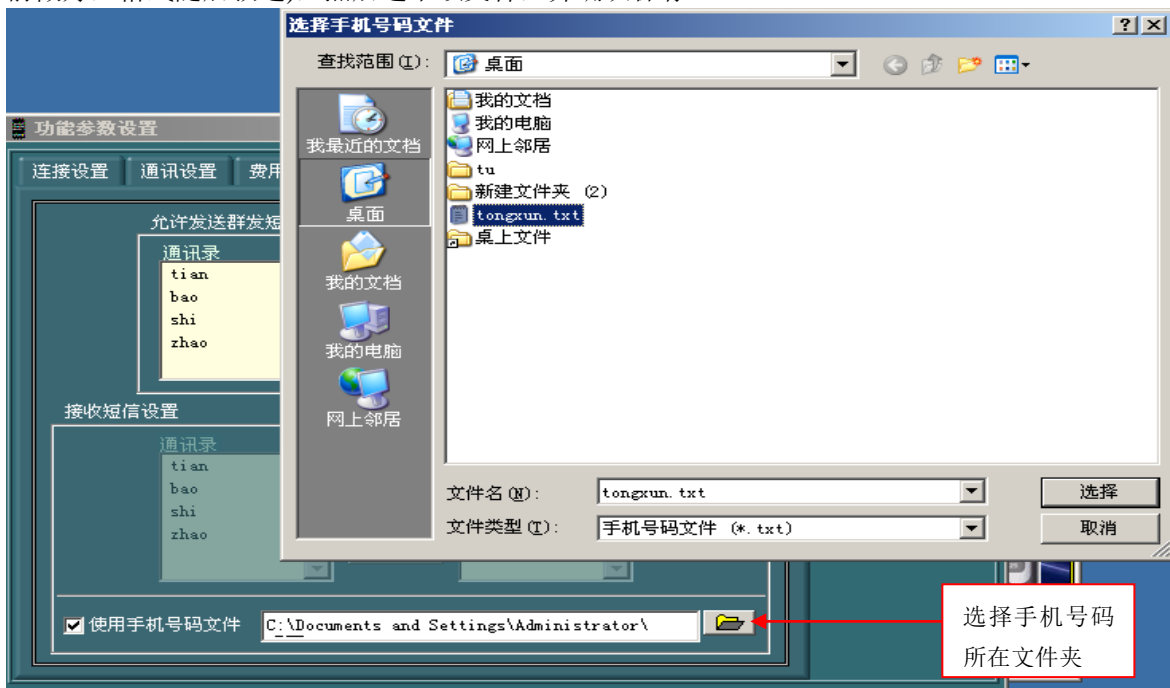 选择手机号码文件
查找范围(I):
桌面
我最近的文档
桌面
我的文档
我的电脑
网上邻居
我的文档
我的电脑
网上邻居
tu
新建文件夹 (2)
tongxun.txt
桌上文件
文件名(N):
tongxun.txt
选择
文件类型(T):
手机号码文件 (*.txt)
取消
功能参数设置
连接设置
通讯设置
费用
允许发送群发短
通讯录
tian
bao
shi
zhao
接收短信设置
通讯录
tian
bao
shi
zhao
使用手机号码文件
C:\Documents and Settings\Administrator\
选择手机号码
所在文件夹